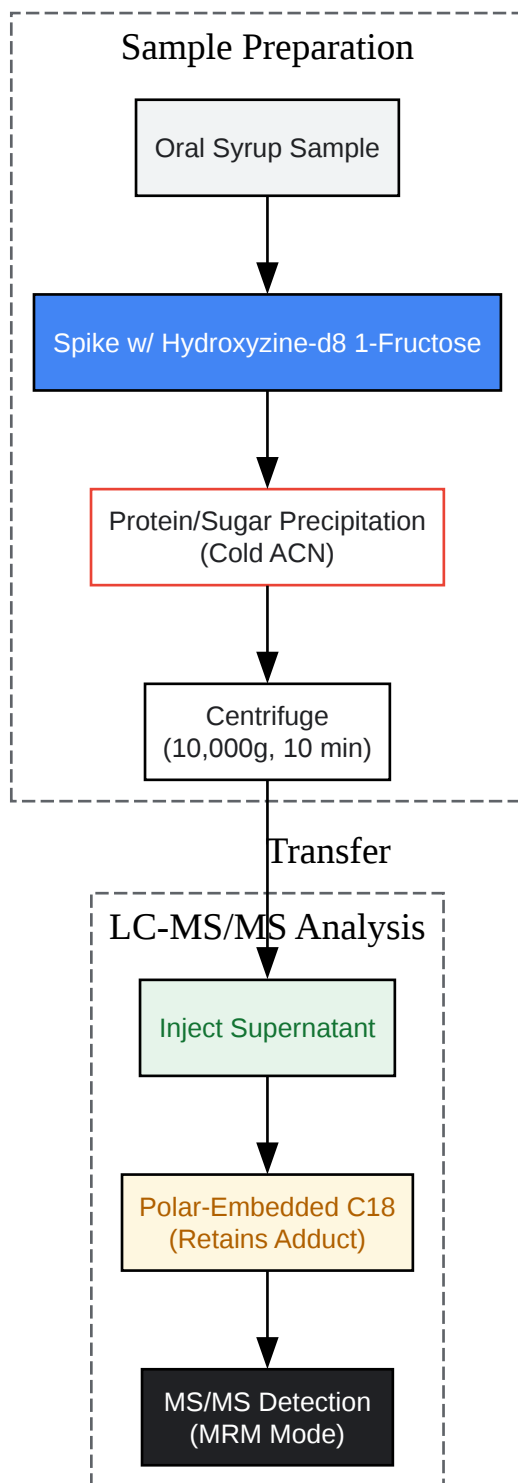 Sample Preparation
Oral Syrup Sample
Spike w/ Hydroxyzine-d8 1-Fructose
Protein/Sugar Precipitation
(Cold ACN)
Centrifuge
(10,000g, 10 min)
Transfer
LC-MS/MS Analysis
Inject Supernatant
Polar-Embedded C18
(Retains Adduct)
MS/MS Detection
(MRM Mode)